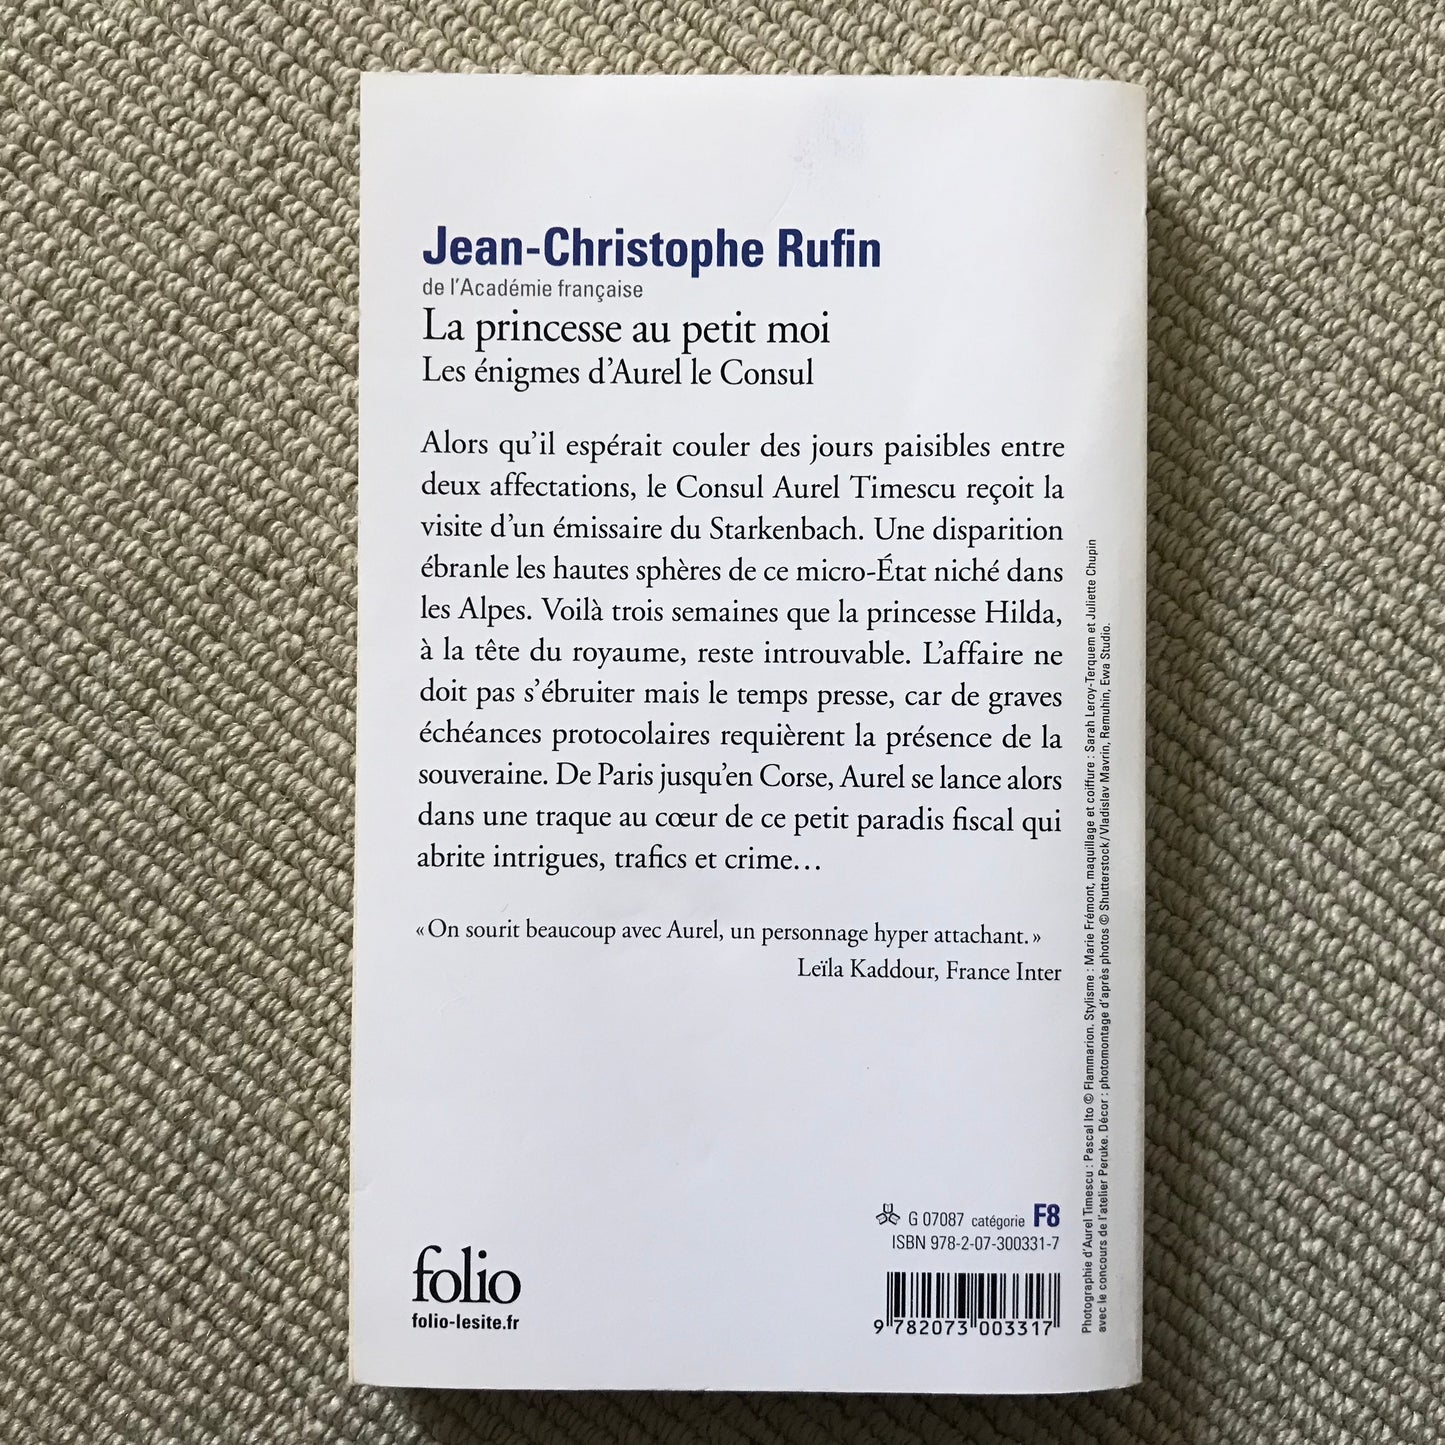 Jean-Christophe Rufin
de l'Académie française
La princesse au petit moi
Les énigmes d'Aurel le Consul
Alors qu'il espérait couler des jours paisibles entre
deux affectations, le Consul Aurel Timescu reçoit la
visite d'un émissaire du Starkenbach. Une disparition
ébranle les hautes sphères de ce micro-État niché dans
les Alpes. Voilà trois semaines que la princesse Hilda,
à la tête du royaume, reste introuvable. L'affaire ne
doit pas s'ébruiter mais le temps presse, car de graves
échéances protocolaires requièrent la présence de la
souveraine. De Paris jusqu'en Corse, Aurel se lance alors
dans une traque au cœur de ce petit paradis fiscal qui
abrite intrigues, trafics et crime…
« On sourit beaucoup avec Aurel, un personnage hyper attachant. »
Leïla Kaddour, France Inter
G 07087 catégorie F8
ISBN 978-2-07-300331-7
9 782073 003317
folio
folio-lesite.fr
Photographie d'Aurel Timescu : Pascal Ito © Flammarion. Stylisme : Marie Frémont, maquillage et coiffure : Sarah Leroy-Terquem et Juliette Chupin
avec le concours de l'atelier Peruke. Décor : photomontage d'après photos © Shutterstock/Vladislav Mavrin, Remuhin, Ewa Studio.